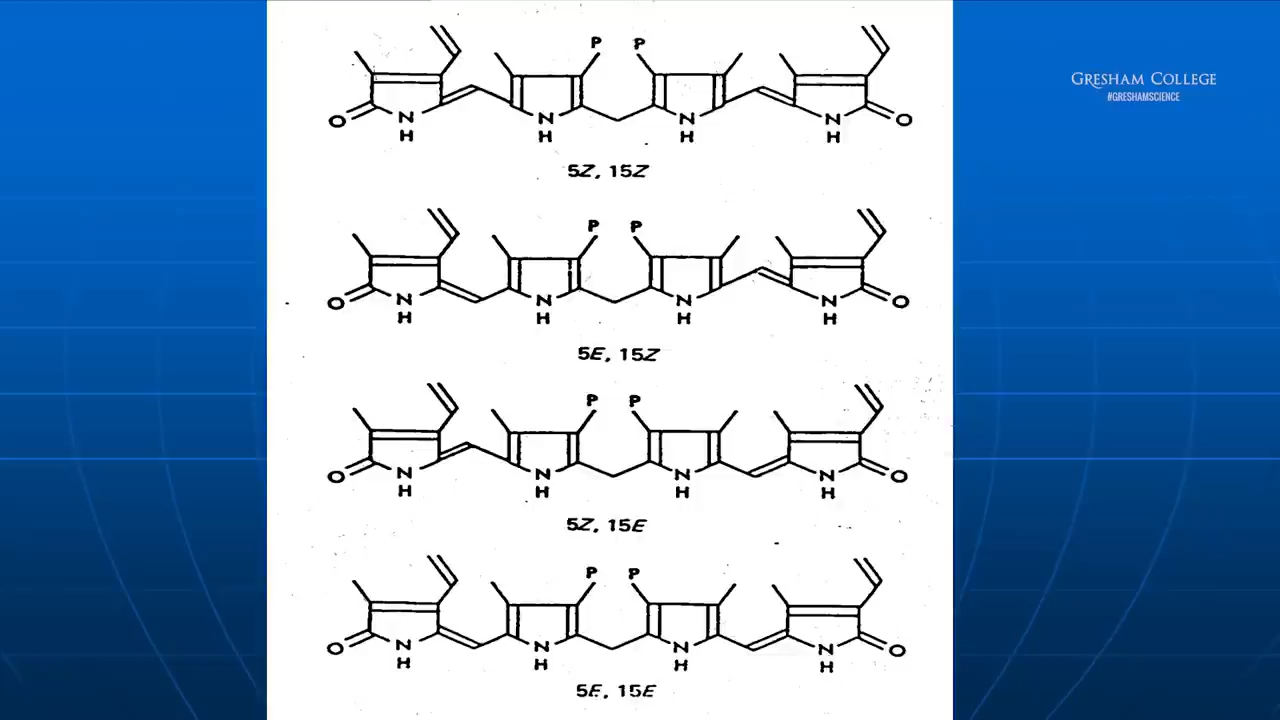 GRESHAM COLLEGE
#GRESHAMSCIENCE
P P
O N H N H N H N H O
5Z, 15Z
P P
O N H N H N H N H O
5E, 15Z
P P
O N H N H N H N H O
5Z, 15E
P P
O N H N H N H N H O
5E, 15E